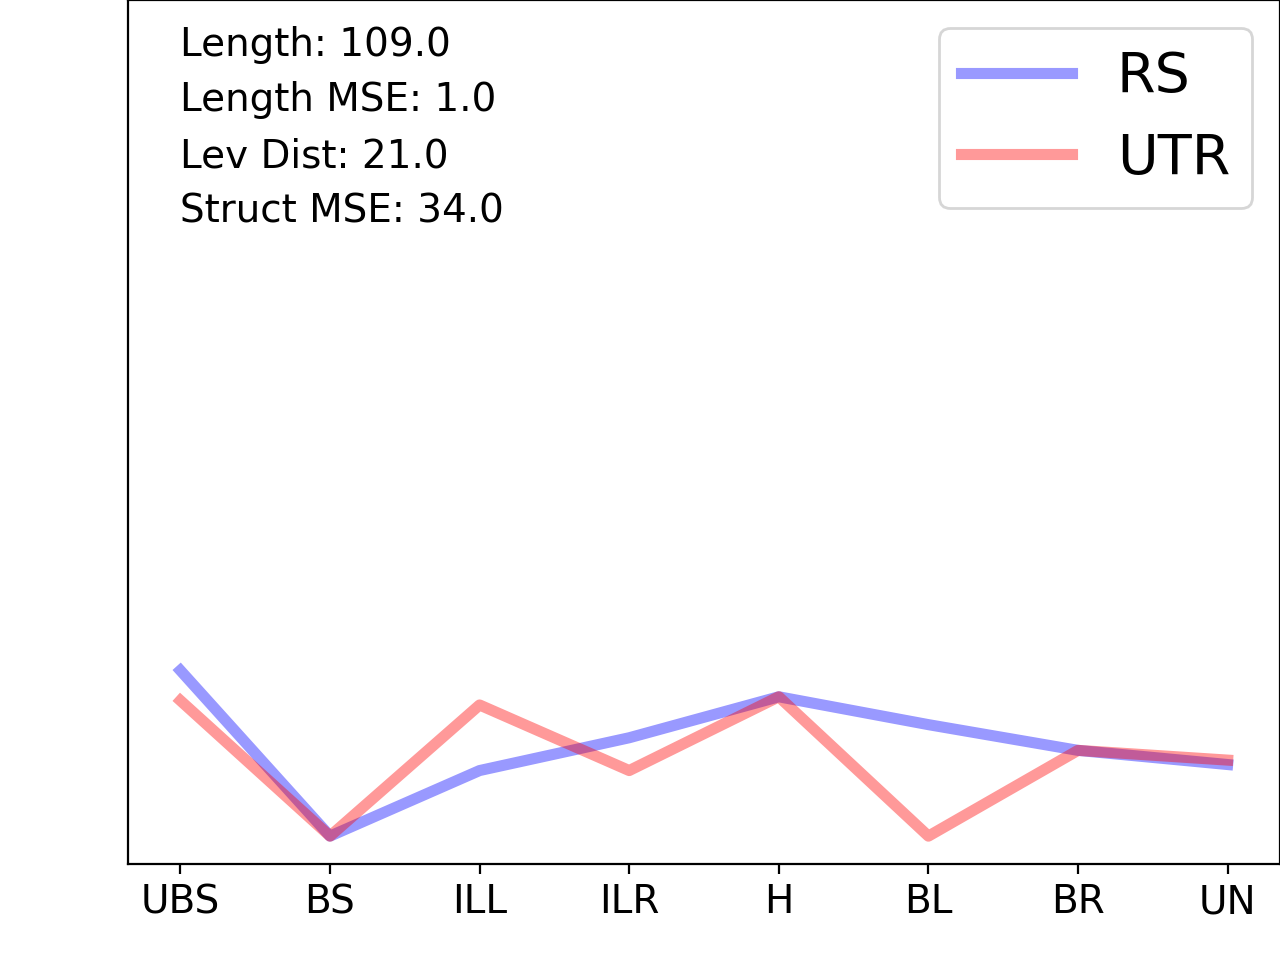 Length: 109.0
Length MSE: 1.0
Lev Dist: 21.0
Struct MSE: 34.0
RS
UTR
UBS BS ILL ILR H BL BR UN